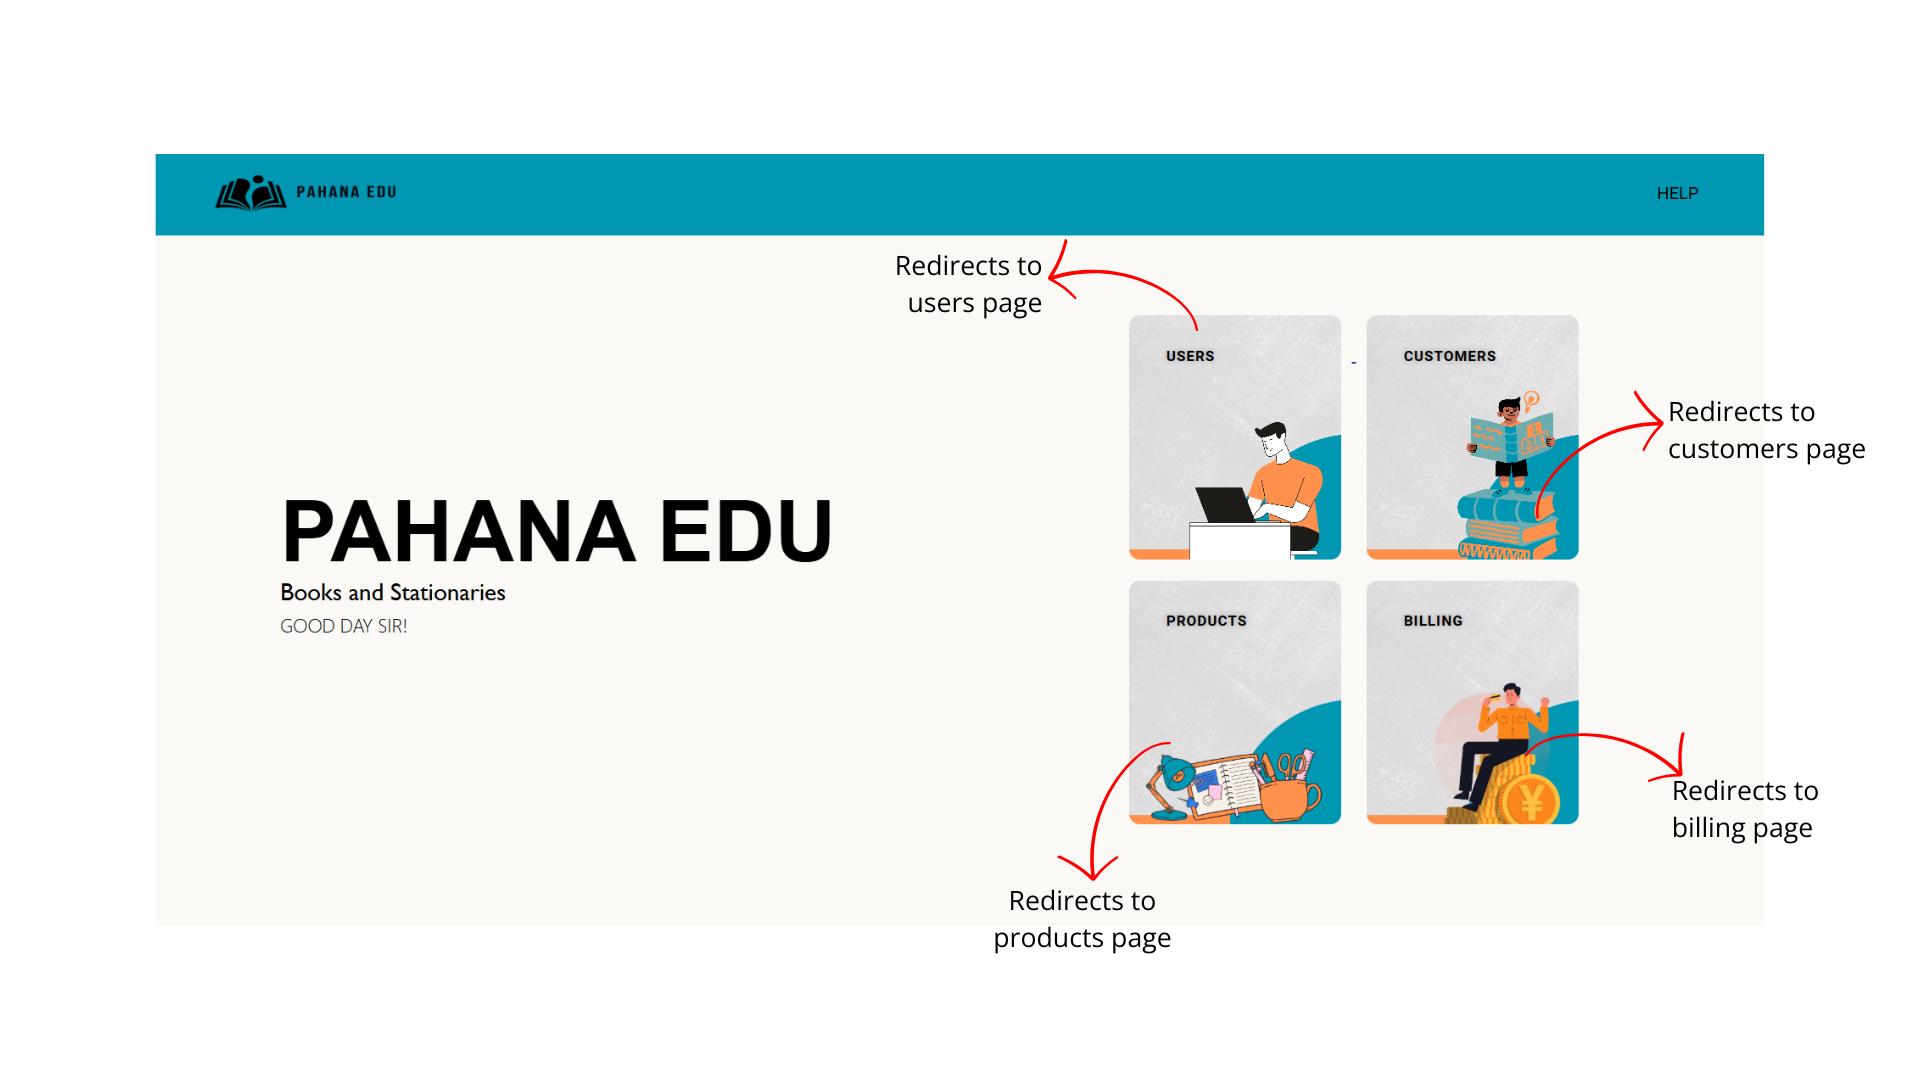 PAHANA EDU
HELP
Redirects to
users page
USERS
-
CUSTOMERS
Redirects to
customers page
PAHANA EDU
Books and Stationaries
GOOD DAY SIR!
PRODUCTS
BILLING
Redirects to
billing page
Redirects to
products page